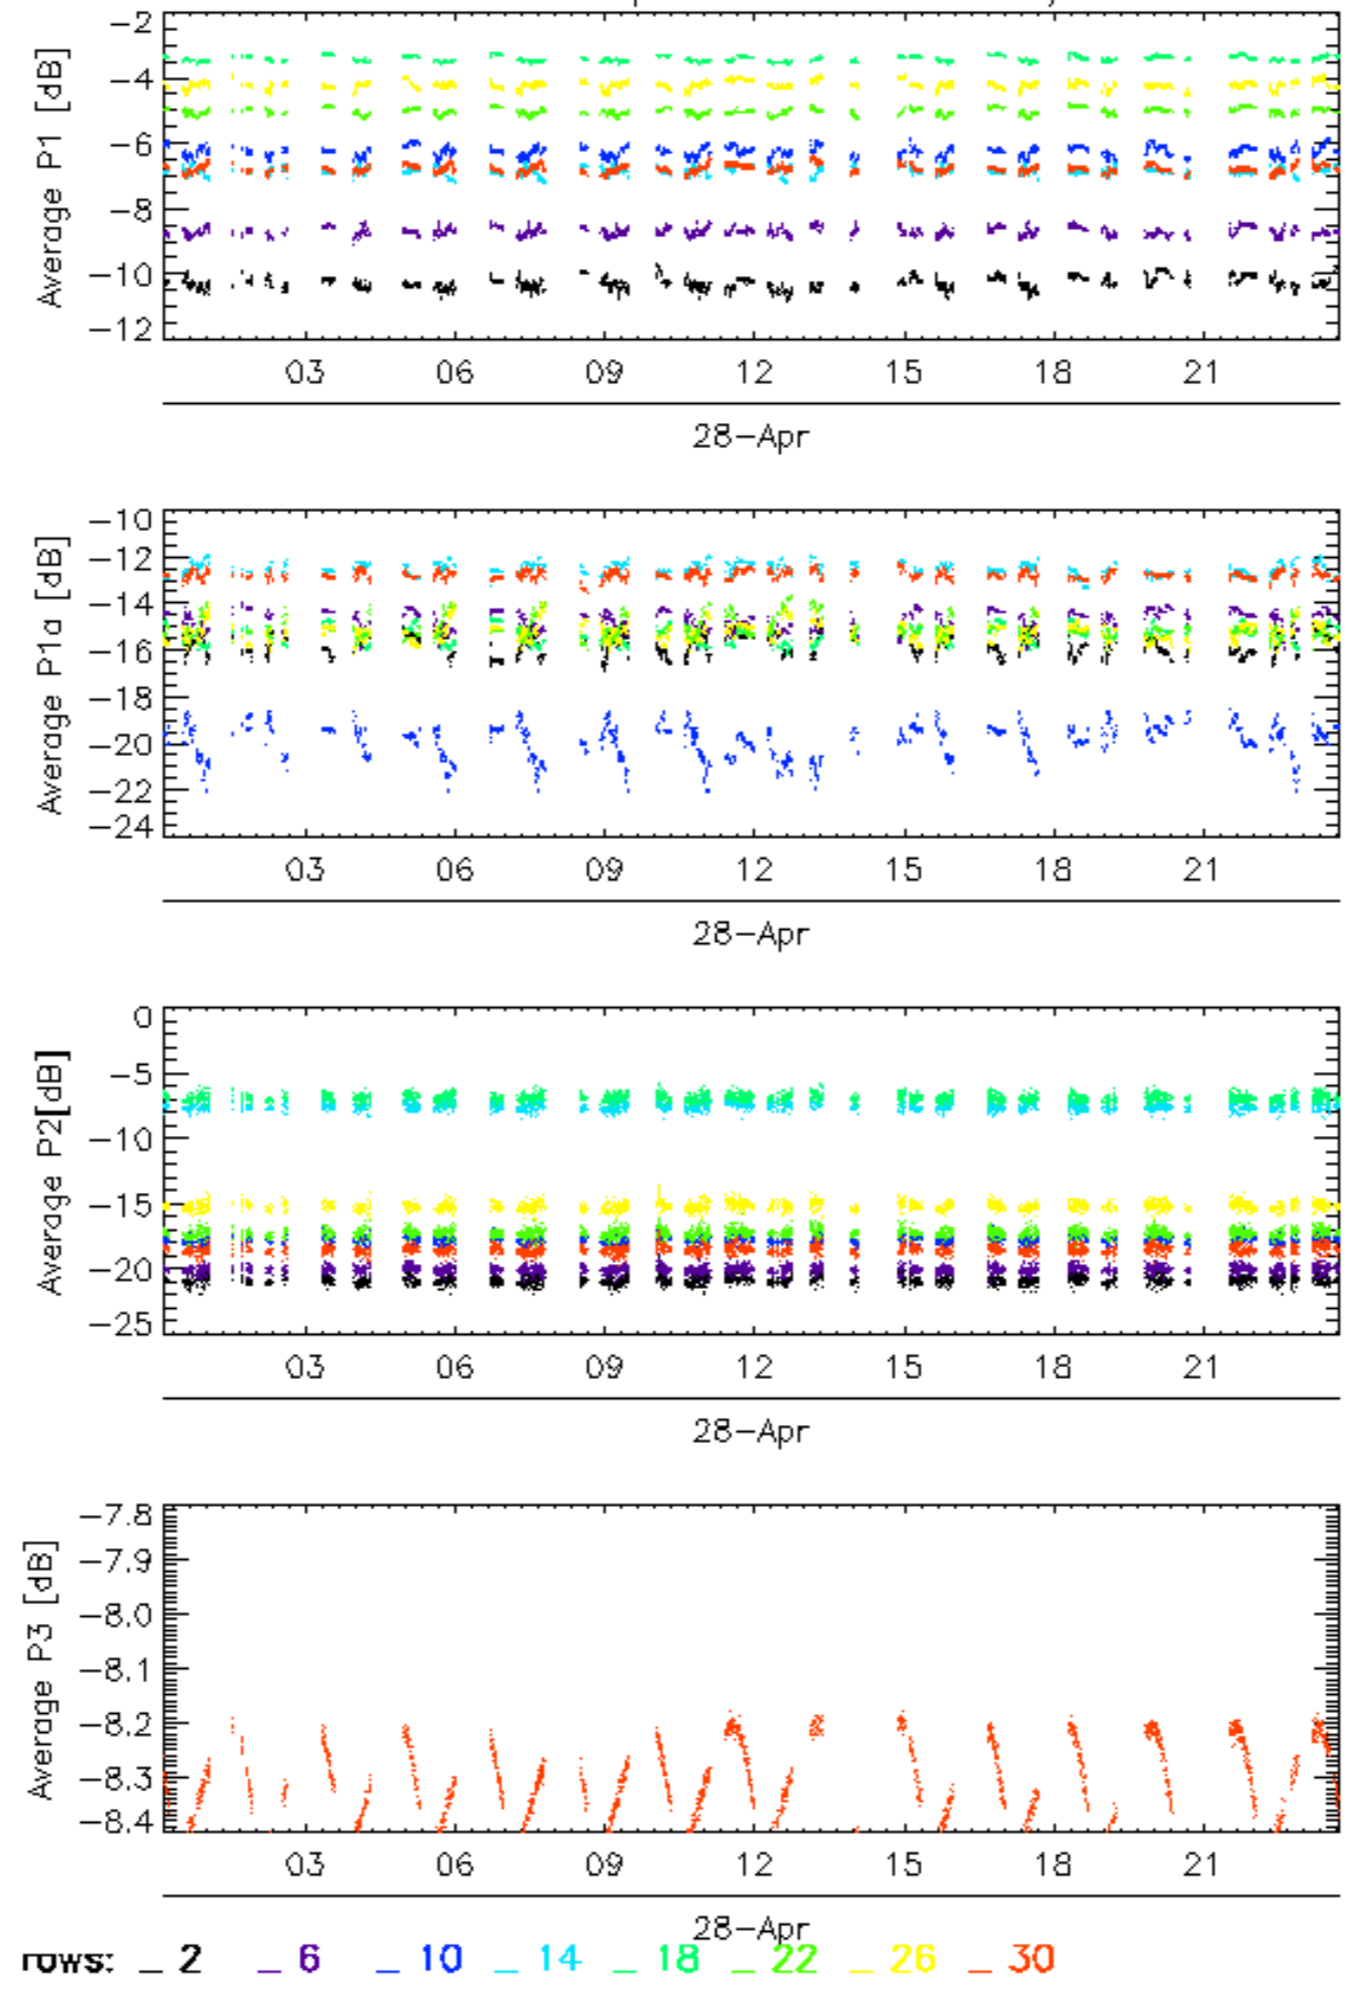 Average P1 [dB]
−2
−4
−6
−8
−10
−12
03 06 09 12 15 18 21
28−Apr
Average P1a [dB]
−10
−12
−14
−16
−18
−20
−22
−24
03 06 09 12 15 18 21
28−Apr
Average P2[dB]
0
−5
−10
−15
−20
−25
03 06 09 12 15 18 21
28−Apr
Average P3 [dB]
−7.8
−7.9
−8.0
−8.1
−8.2
−8.3
−8.4
03 06 09 12 15 18 21
28−Apr
rows: _ 2 _ 6 _ 10 _ 14 _ 18 _ 22 _ 26 _ 30